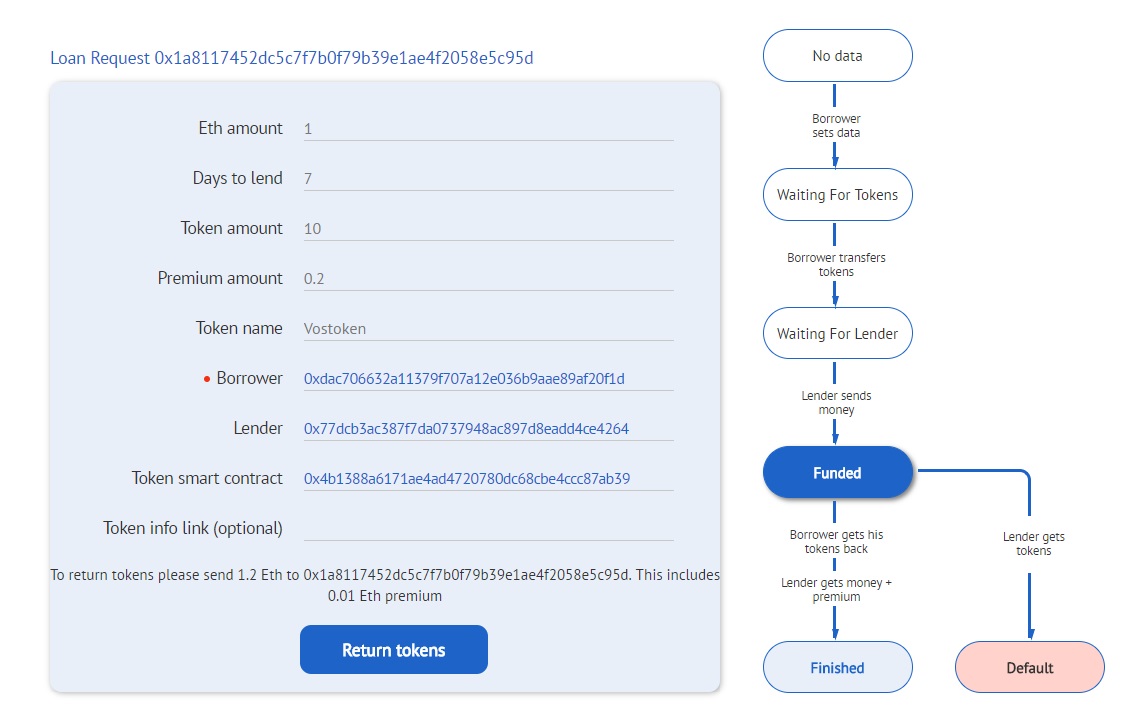 Loan Request 0x1a8117452dc5c7f7b0f79b39e1ae4f2058e5c95d
Eth amount 1
Days to lend 7
Token amount 10
Premium amount 0.2
Token name Vostoken
Borrower 0xdac706632a11379f707a12e036b9aae89af20f1d
Lender 0x77dcb3ac387f7da0737948ac897d8eadd4ce4264
Token smart contract 0x4b1388a6171ae4ad4720780dc68cbe4ccc87ab39
Token info link (optional)
To return tokens please send 1.2 Eth to 0x1a8117452dc5c7f7b0f79b39e1ae4f2058e5c95d. This includes
0.01 Eth premium
Return tokens
No data
Borrower
sets data
Waiting For Tokens
Borrower transfers
tokens
Waiting For Lender
Lender sends
money
Funded
Borrower gets his
tokens back
Lender gets money +
premium
Finished
Lender gets
tokens
Default